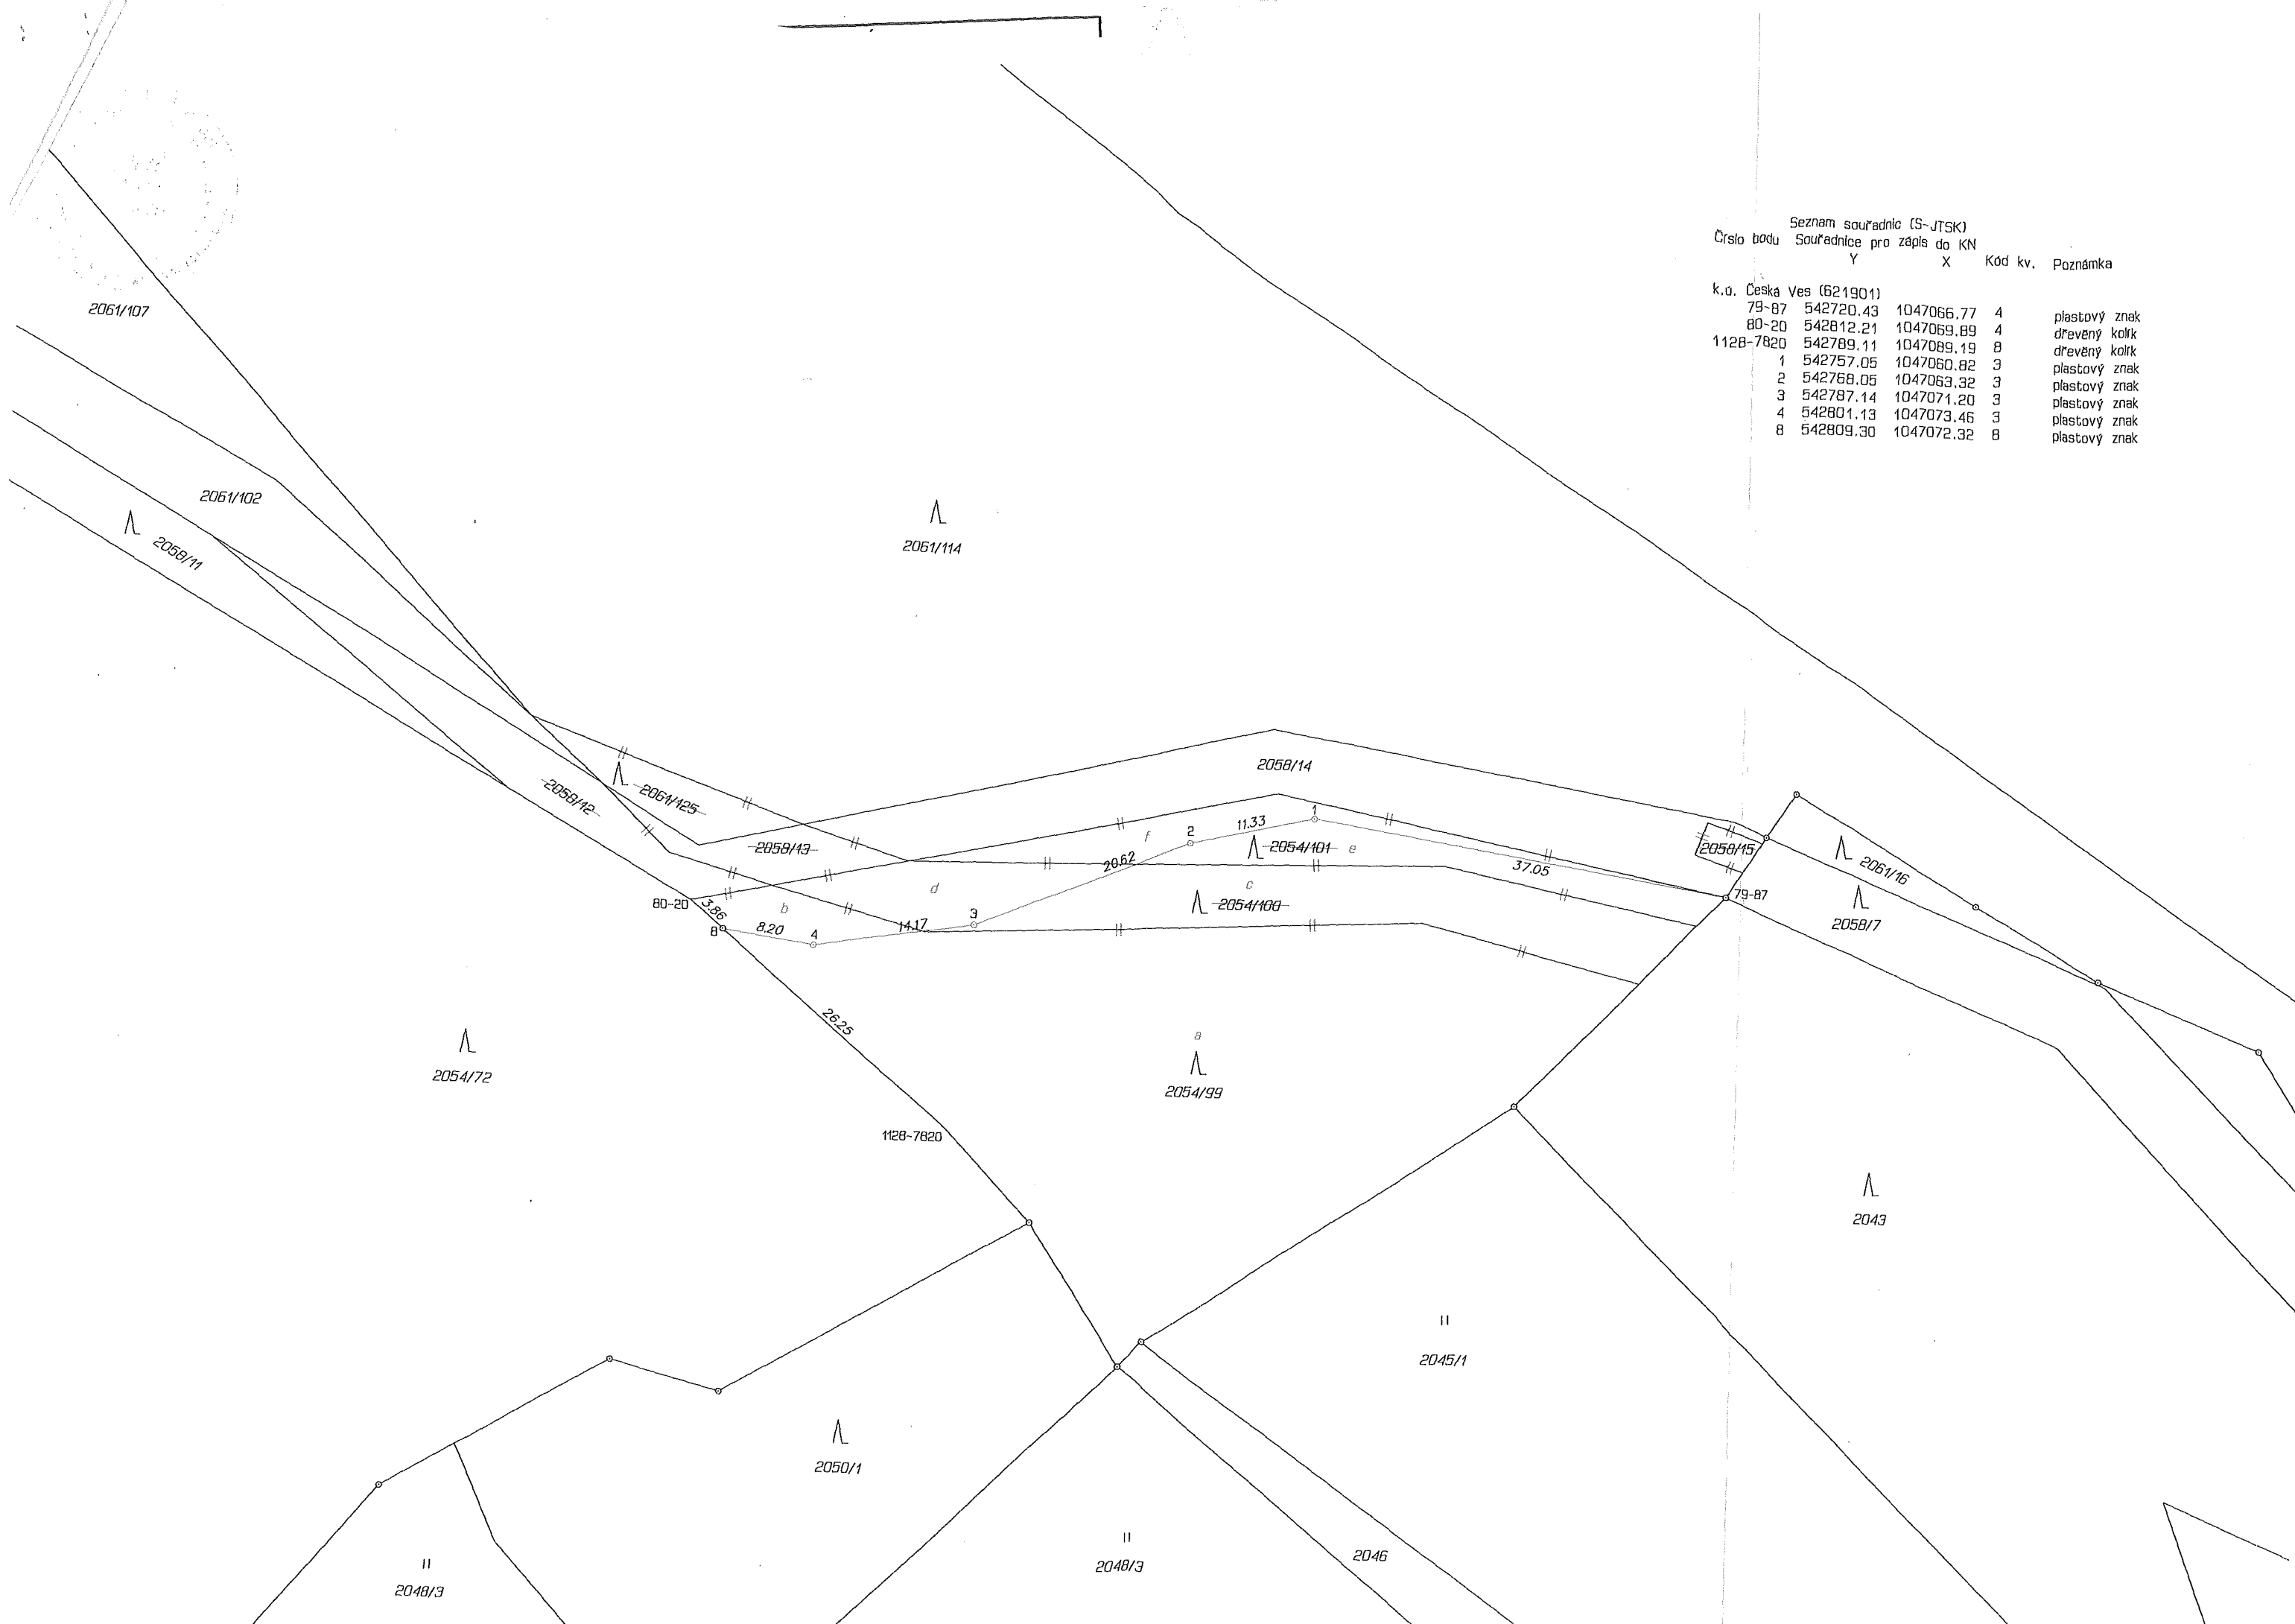 Seznam souřadnic (S-JTSK)
Číslo bodu Souřadnice pro zápis do KN
Y X Kód kv. Poznámka
k.ú. Česká Ves (621901)
79-87 542720.43 1047066.77 4 plastový znak
80-20 542812.21 1047069.89 4 dřevěný kolík
1128-7820 542789.11 1047089.19 8 dřevěný kolík
1 542757.05 1047060.82 3 plastový znak
2 542768.05 1047063.32 3 plastový znak
3 542787.14 1047071.20 3 plastový znak
4 542801.13 1047073.46 3 plastový znak
8 542809.30 1047072.32 8 plastový znak
2061/107
2061/102
2058/11
2061/114
2058/12
2061/125
2058/13
2058/14
1
11.33
2
f
20.62
2054/101
e
37.05
2058/15
2061/16
79-87
2058/7
d
c
2054/100
80-20
3.86
b
8
8.20
4
14.17
3
26.25
a
2054/99
2054/72
1128-7820
2043
2045/1
2050/1
2048/3
2048/3
2046